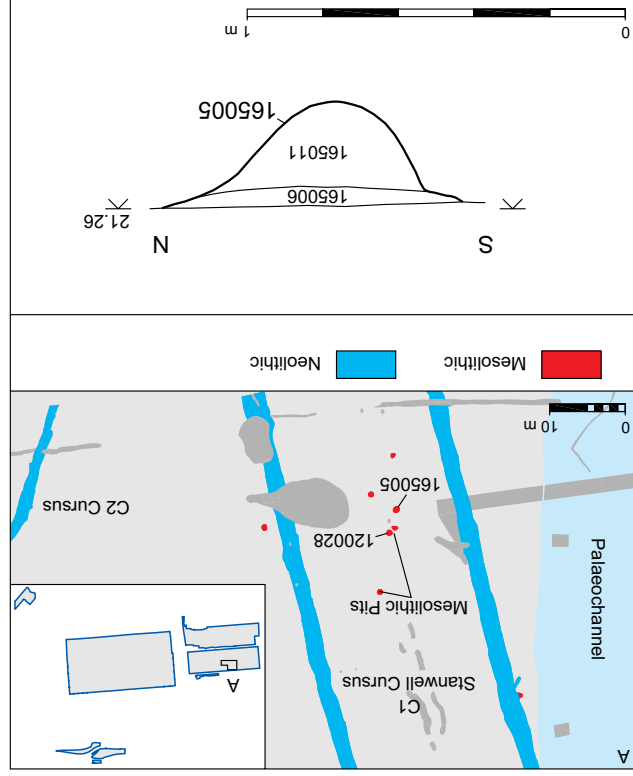 A
Palaeochannel
C1
Stanwell Cursus
Mesolithic Pits
120028
165005
C2 Cursus
A
0
10 m
Mesolithic
Neolithic
S
N
21.26
165006
165011
165005
0
1 m